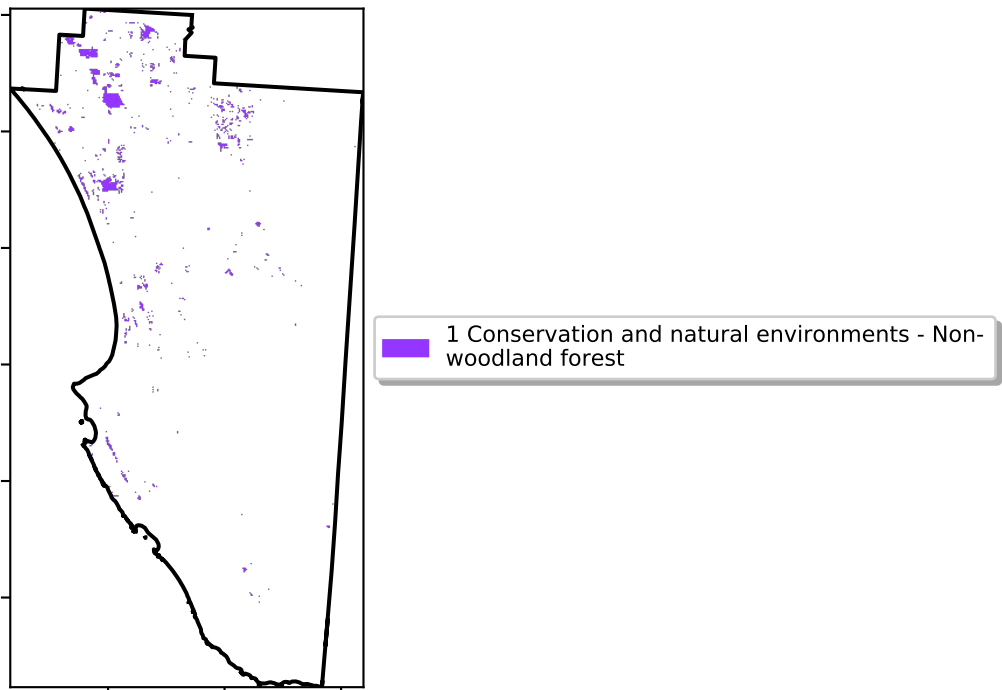 1 Conservation and natural environments - Non-
woodland forest